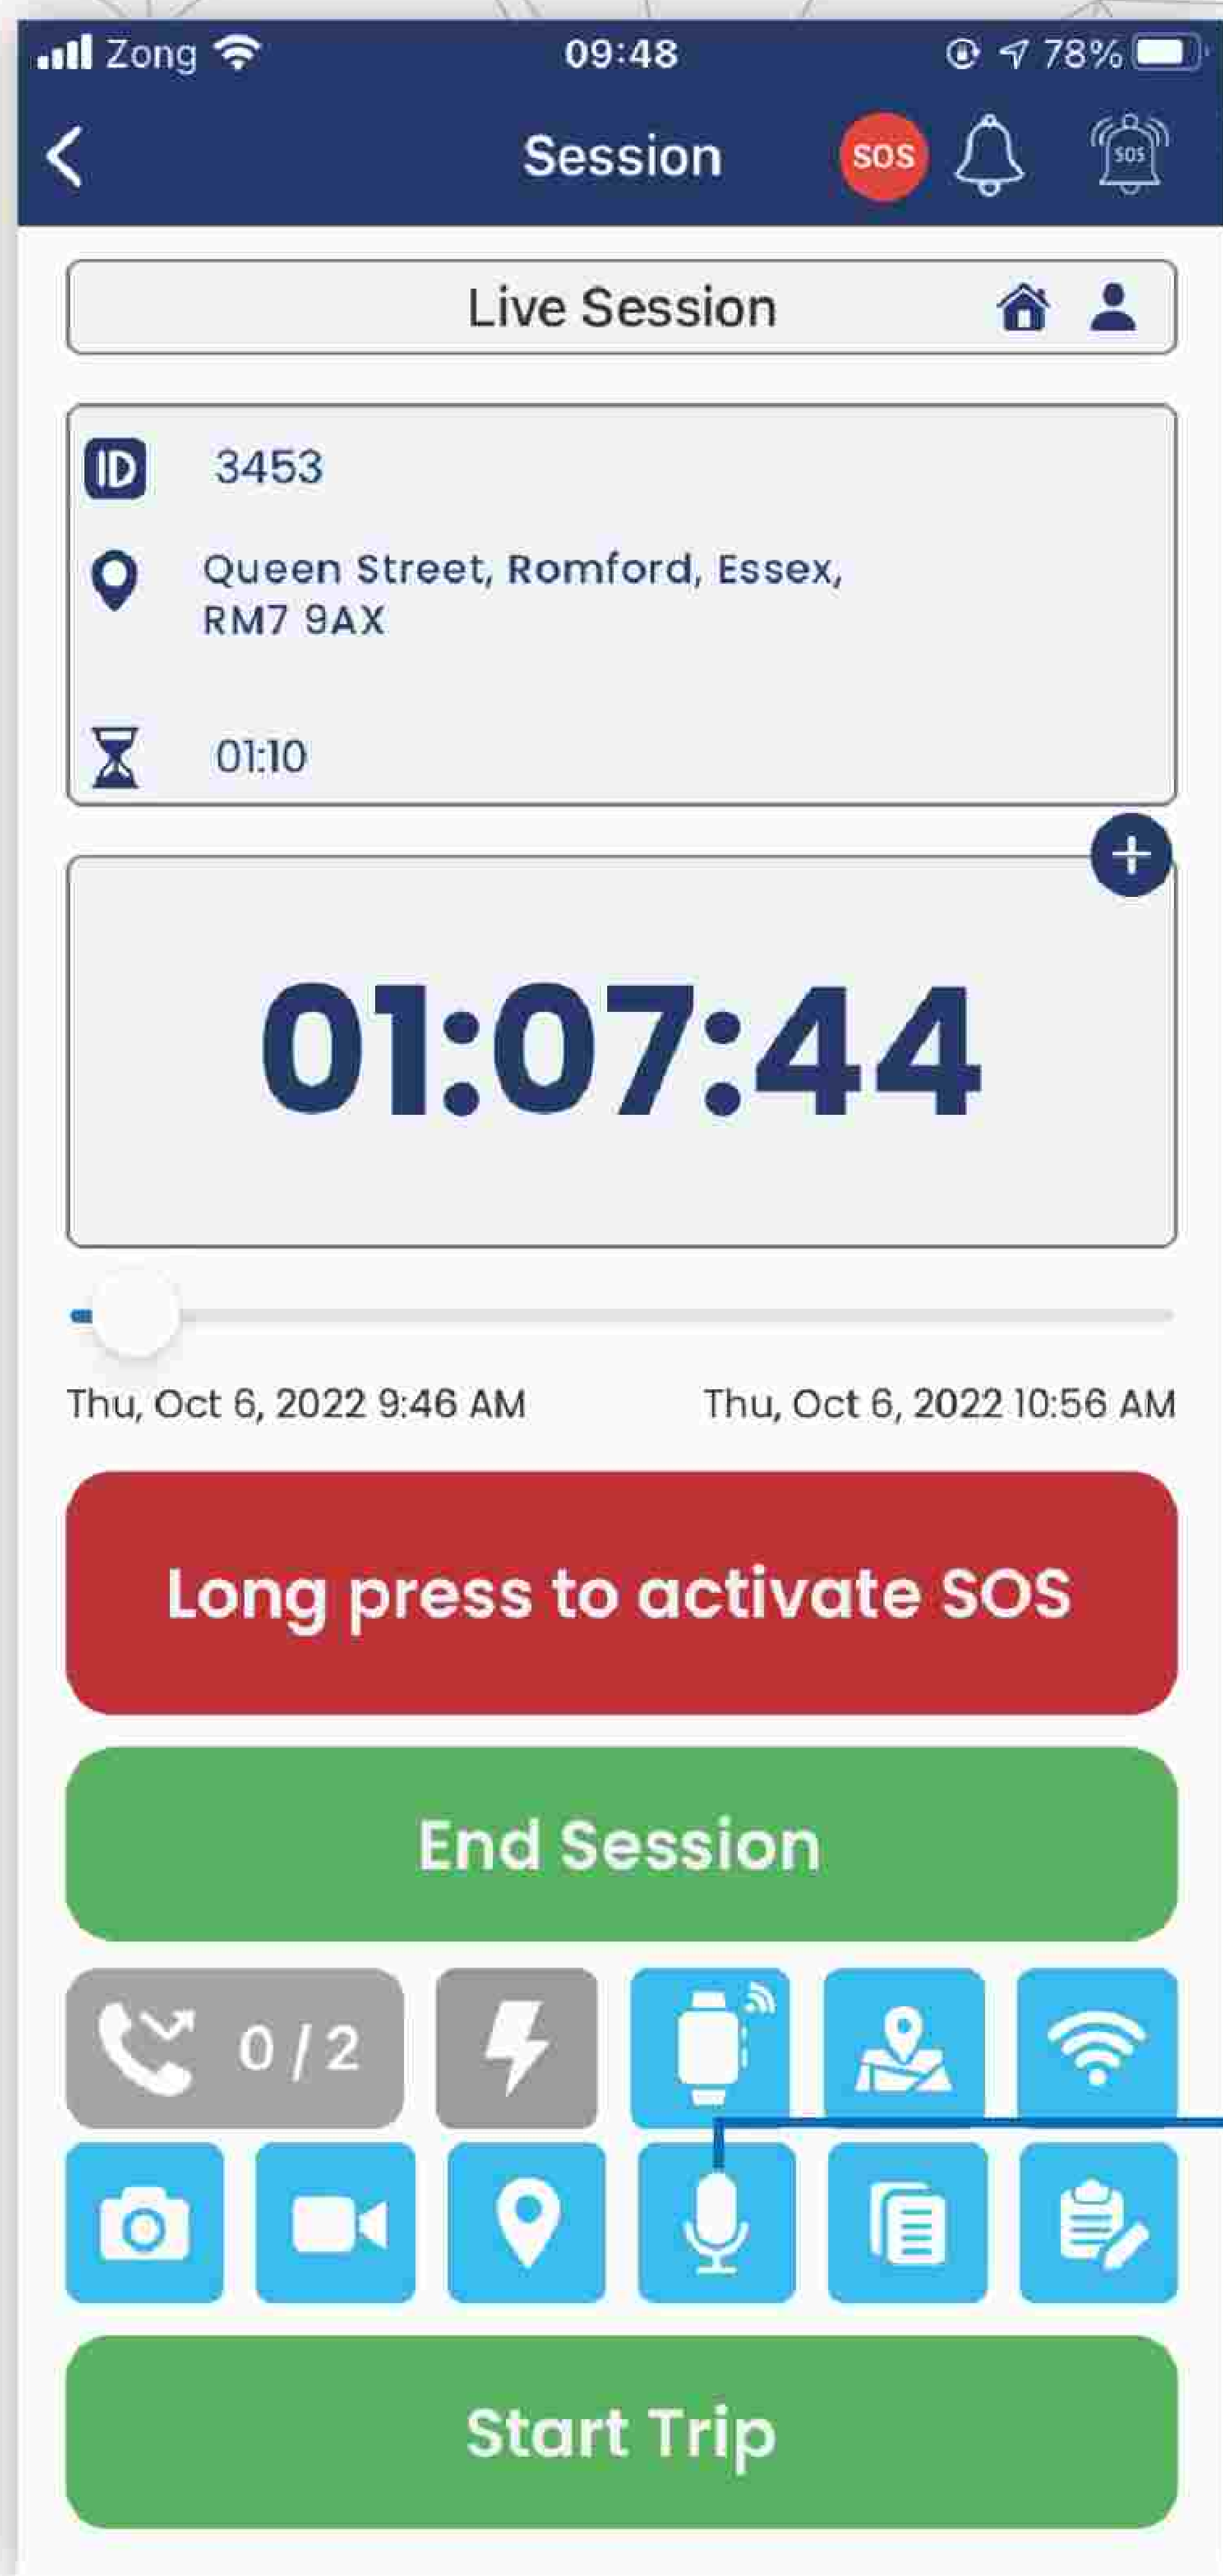 Zong 09:48 78%
Session SOS SOS
Live Session
ID 3453
Queen Street, Romford, Essex,
RM7 9AX
01:10
+
01:07:44
Thu, Oct 6, 2022 9:46 AM Thu, Oct 6, 2022 10:56 AM
Long press to activate SOS
End Session
0 / 2
Start Trip